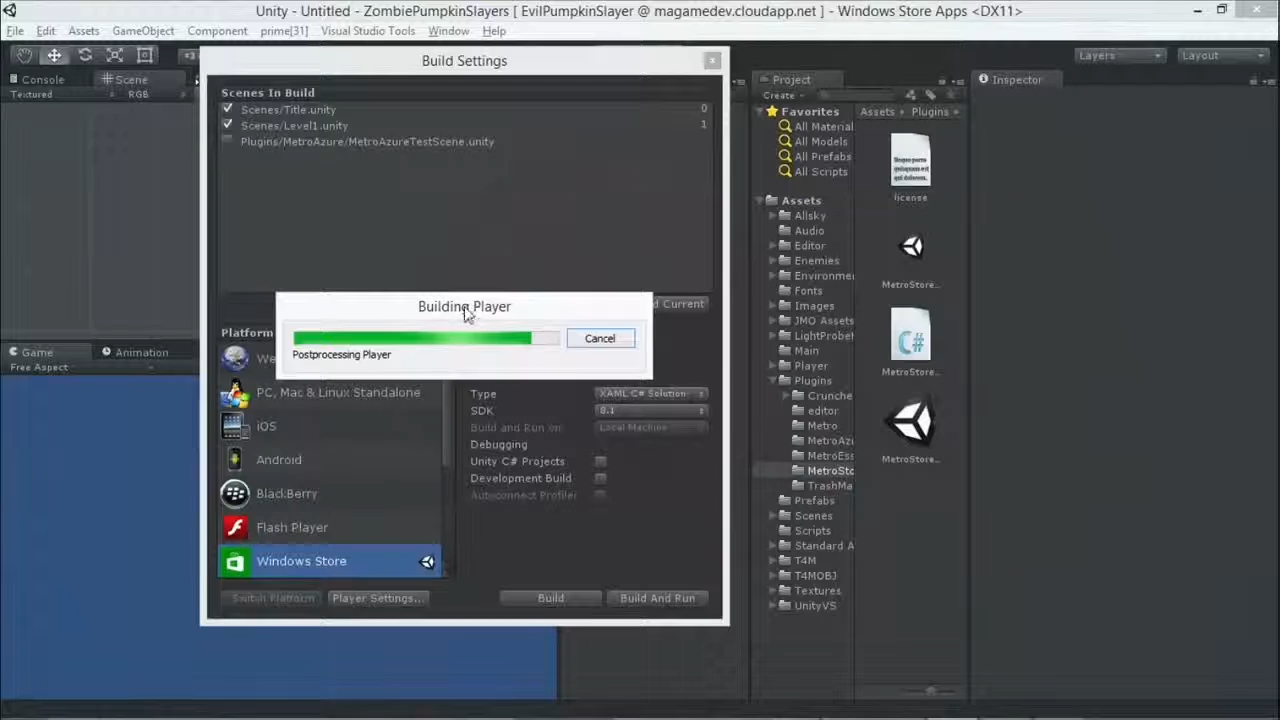 Unity - Untitled - ZombiePumpkinSlayers [ EvilPumpkinSlayer @ magamedev.cloudapp.net ] - Windows Store Apps <DX11>
File Edit Assets GameObject Component prime[31] Visual Studio Tools Window Help
Layers Layout
Build Settings
Console Scene
Textured RGB
Scenes In Build
Scenes/Title.unity 0
Scenes/Level1.unity 1
Plugins/MetroAzure/MetroAzureTestScene.unity
d Current
Building Player
Cancel
Postprocessing Player
Platform
We
PC, Mac & Linux Standalone
iOS
Android
BlackBerry
Flash Player
Windows Store
Type XAML C# Solution
SDK 8.1
Build and Run on Local Machine
Debugging
Unity C# Projects
Development Build
Autoconnect Profiler
Switch Platform Player Settings... Build Build And Run
Game Animation
Free Aspect
Project
Create
Favorites
All Material
All Models
All Prefabs
All Scripts
Assets
Allsky
Audio
Editor
Enemies
Environme
Fonts
Images
JMO Assets
LightProbe
Main
Player
Plugins
Crunche
editor
Metro
MetroAzu
MetroEss
MetroSto
TrashMa
Prefabs
Scenes
Scripts
Standard A
T4M
T4MOBJ
Textures
UnityVS
Assets Plugins
license
MetroStore...
C#
MetroStore...
MetroStore...
Inspector